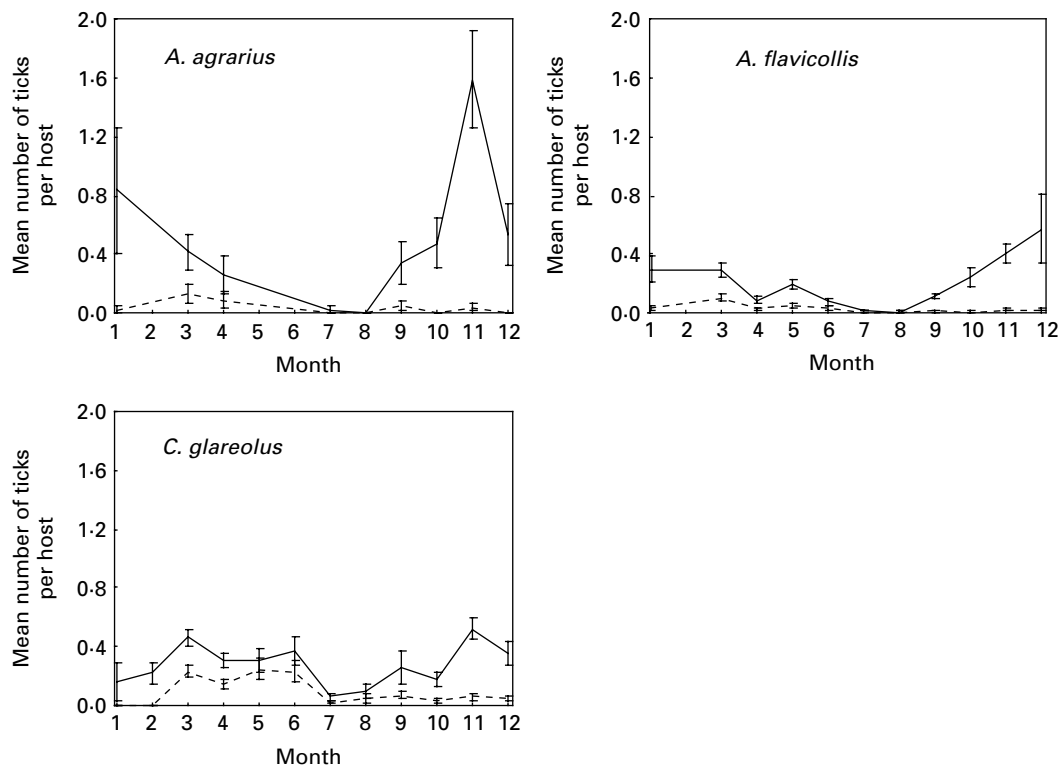 2·0
1·6
1·2
0·8
0·4
0·0
Mean number of ticks
per host
A. agrarius
1 2 3 4 5 6 7 8 9 10 11 12
Month
2·0
1·6
1·2
0·8
0·4
0·0
Mean number of ticks
per host
A. flavicollis
1 2 3 4 5 6 7 8 9 10 11 12
Month
2·0
1·6
1·2
0·8
0·4
0·0
Mean number of ticks
per host
C. glareolus
1 2 3 4 5 6 7 8 9 10 11 12
Month